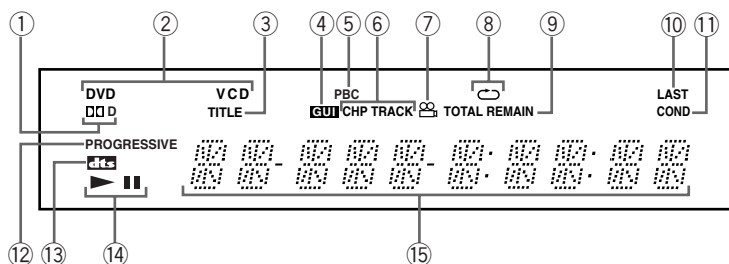 ① ② ③ ④ ⑤ ⑥ ⑦ ⑧ ⑨ ⑩ ⑪
DVD VCD PBC LAST
D TITLE GUI CHP TRACK TOTAL REMAIN COND
PROGRESSIVE
dts
⑫ ⑬ ⑭ ⑮